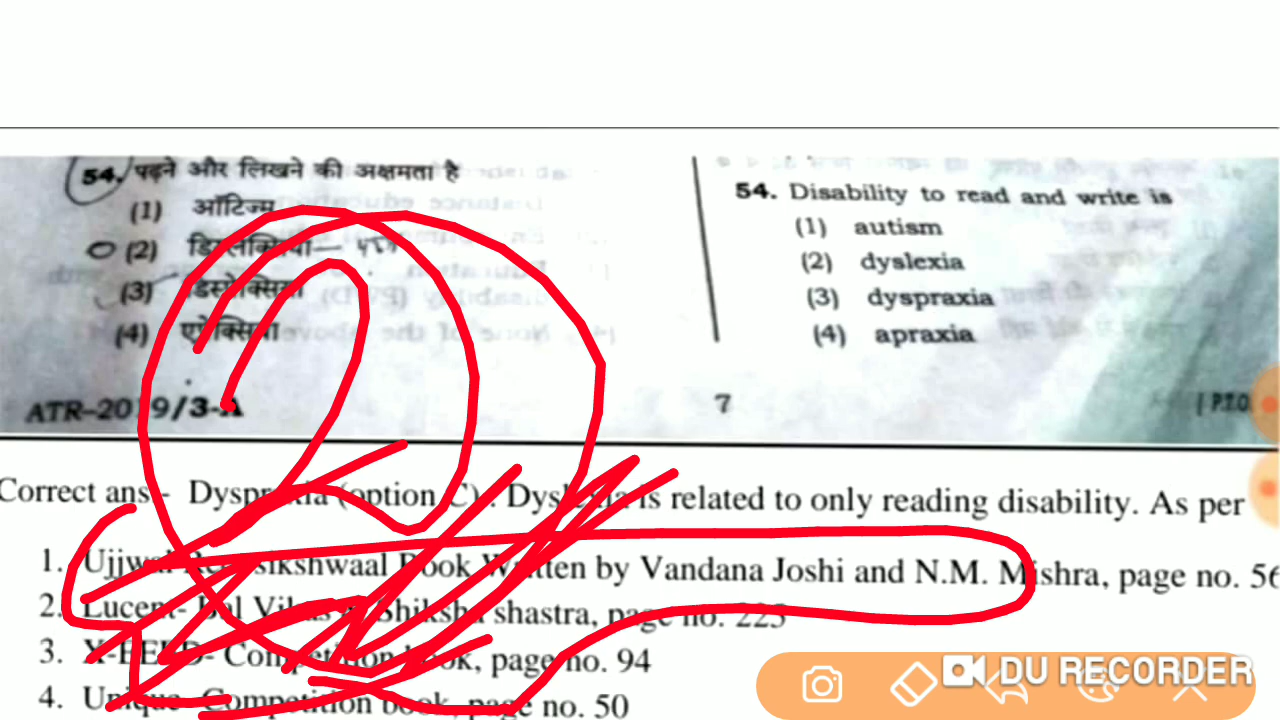 54. पढ़ने और लिखने की अक्षमता है
(1) ऑटिज्म
(2) डिस्लेक्सिया
(3) डिस्प्रेक्सिया
(4) एप्रेक्सिया
ATR–2019/3-A
54. Disability to read and write is
(1) autism
(2) dyslexia
(3) dyspraxia
(4) apraxia
7
[ P.T.O.
2
Correct ans - Dyspraxia (option C). Dyslexia is related to only reading disability. As per
1. Ujjwal Written by Vandana Joshi and N.M. Mishra, page no. 56
2. Lucent- Bal Vikas Shiksha shastra, page no. 223
3. Competition book, page no. 94
4. Unique Competition book, page no. 50
DU RECORDER